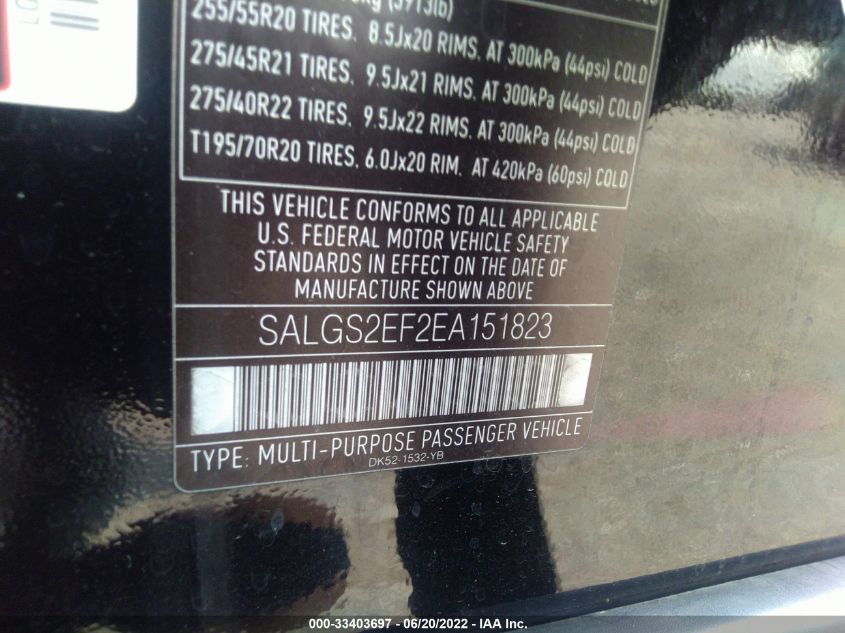 (3913lb)
255/55R20 TIRES, 8.5Jx20 RIMS, AT 300kPa (44psi) COLD
275/45R21 TIRES, 9.5Jx21 RIMS, AT 300kPa (44psi) COLD
275/40R22 TIRES, 9.5Jx22 RIMS, AT 300kPa (44psi) COLD
T195/70R20 TIRES, 6.0Jx20 RIM, AT 420kPa (60psi) COLD
THIS VEHICLE CONFORMS TO ALL APPLICABLE
U.S. FEDERAL MOTOR VEHICLE SAFETY
STANDARDS IN EFFECT ON THE DATE OF
MANUFACTURE SHOWN ABOVE
SALGS2EF2EA151823
TYPE: MULTI-PURPOSE PASSENGER VEHICLE
DK52-1532-YB
000-33403697 - 06/20/2022 - IAA Inc.